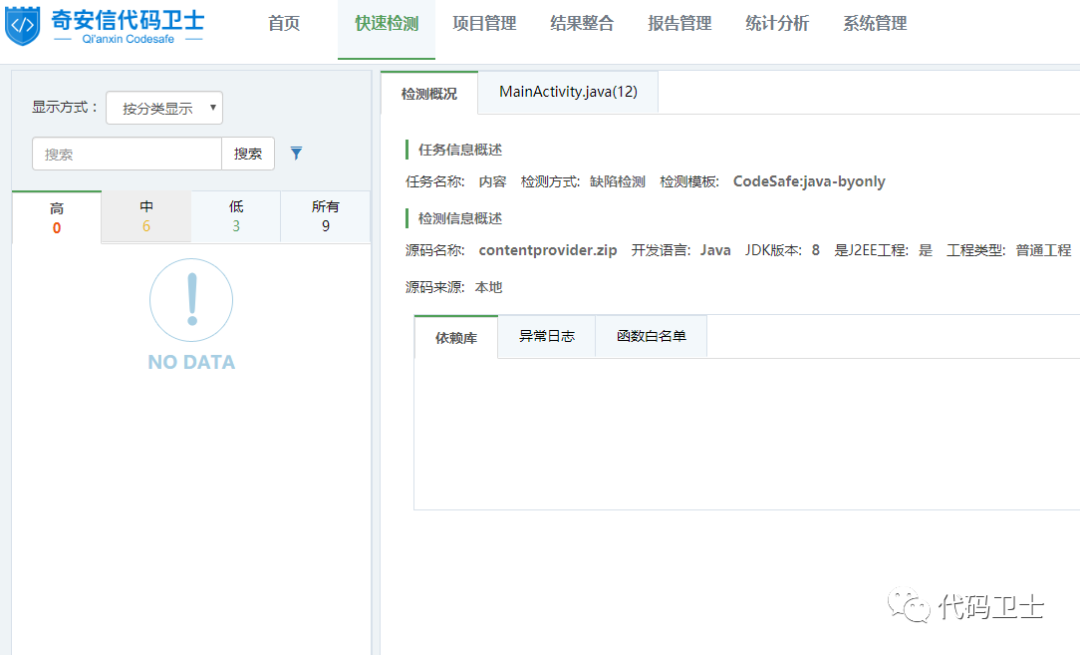 奇安信代码卫士
Qi'anxin Codesafe
首页 快速检测 项目管理 结果整合 报告管理 统计分析 系统管理
显示方式： 按分类显示
搜索 搜索
高 中 低 所有
0 6 3 9
NO DATA
检测概况 MainActivity.java(12)
任务信息概述
任务名称: 内容 检测方式: 缺陷检测 检测模板: CodeSafe:java-byonly
检测信息概述
源码名称: contentprovider.zip 开发语言: Java JDK版本: 8 是J2EE工程: 是 工程类型: 普通工程
源码来源: 本地
依赖库 异常日志 函数白名单
代码卫士